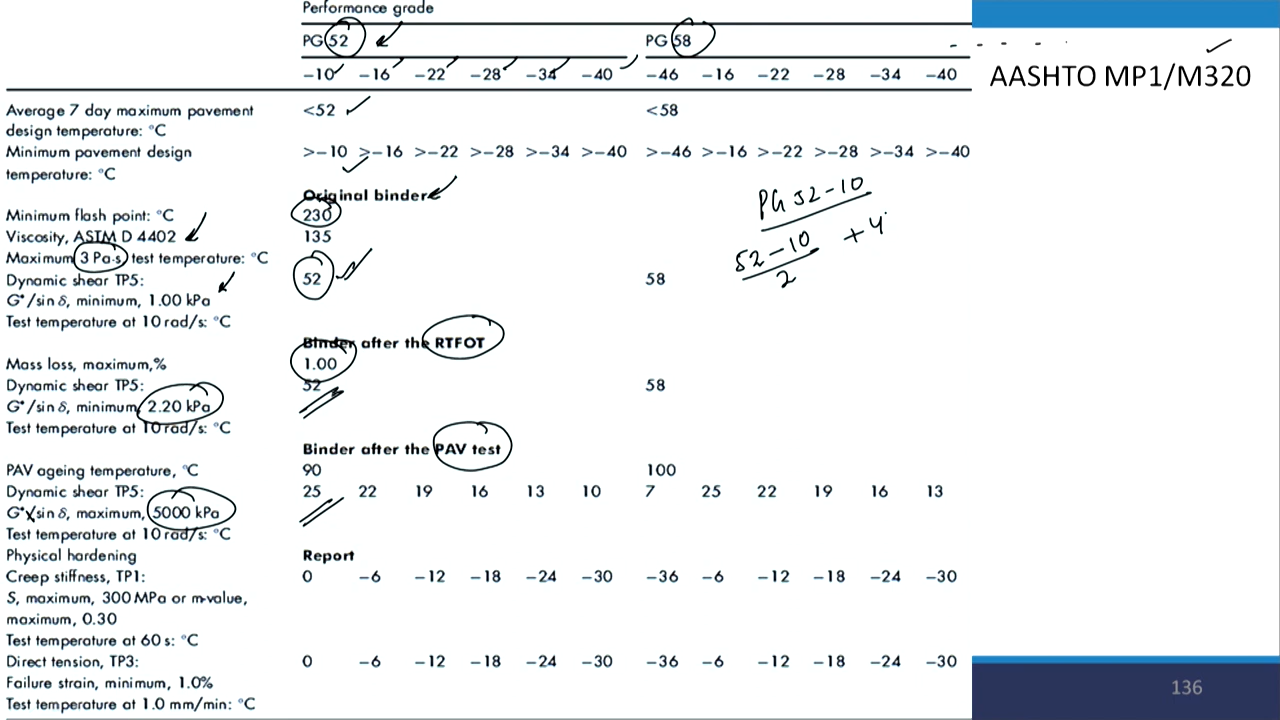 Performance grade
PG 52 PG 58
−10 −16 −22 −28 −34 −40 −46 −16 −22 −28 −34 −40
AASHTO MP1/M320
Average 7 day maximum pavement <52 <58
design temperature: °C
Minimum pavement design >−10 >−16 >−22 >−28 >−34 >−40 >−46 >−16 >−22 >−28 >−34 >−40
temperature: °C
Original binder
PG 52-10
Minimum flash point: °C 230
Viscosity, ASTM D 4402 135
52-10 + 4
2
Maximum 3 Pa·s test temperature: °C
Dynamic shear TP5: 52 58
G*/sin δ, minimum, 1.00 kPa
Test temperature at 10 rad/s: °C
Binder after the RTFOT
Mass loss, maximum,% 1.00
Dynamic shear TP5: 52 58
G*/sin δ, minimum, 2.20 kPa
Test temperature at 10 rad/s: °C
Binder after the PAV test
PAV ageing temperature, °C 90 100
Dynamic shear TP5: 25 22 19 16 13 10 7 25 22 19 16 13
G*/sin δ, maximum, 5000 kPa
Test temperature at 10 rad/s: °C
Physical hardening Report
Creep stiffness, TP1: 0 −6 −12 −18 −24 −30 −36 −6 −12 −18 −24 −30
S, maximum, 300 MPa or m-value,
maximum, 0.30
Test temperature at 60 s: °C
Direct tension, TP3: 0 −6 −12 −18 −24 −30 −36 −6 −12 −18 −24 −30
Failure strain, minimum, 1.0%
Test temperature at 1.0 mm/min: °C
136